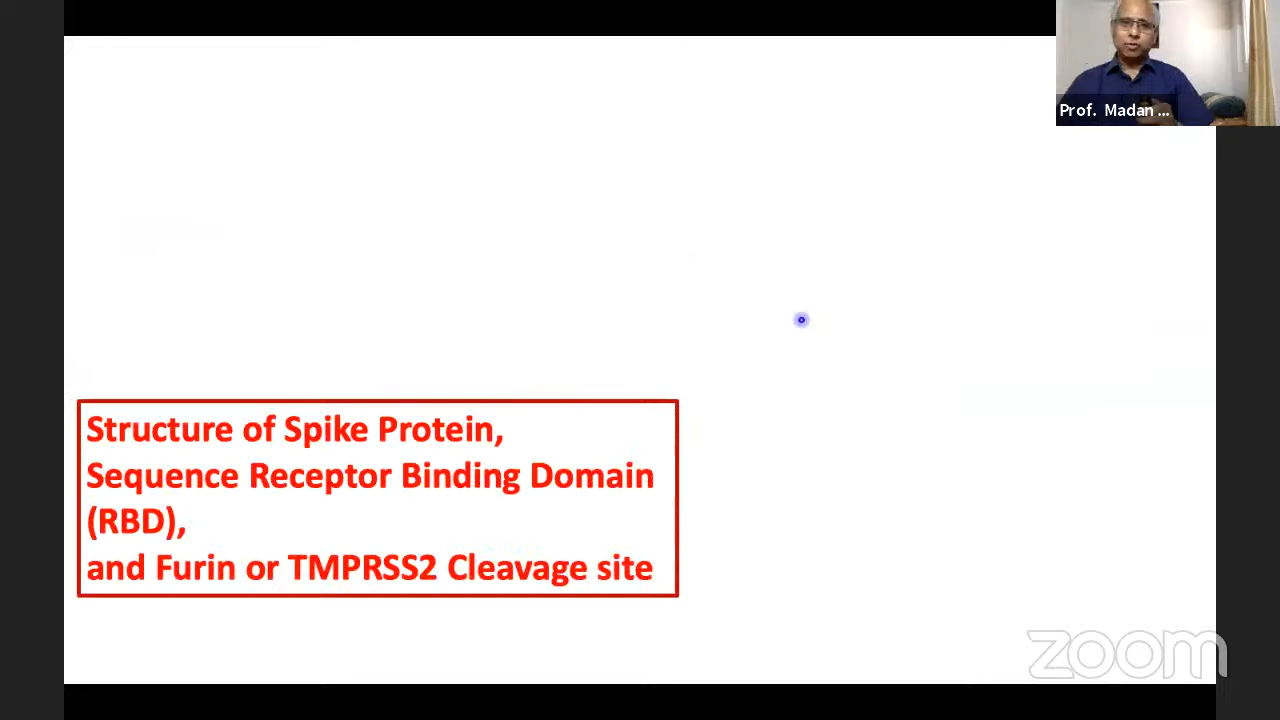 Prof. Madan ...
Structure of Spike Protein,
Sequence Receptor Binding Domain
(RBD),
and Furin or TMPRSS2 Cleavage site
zoom